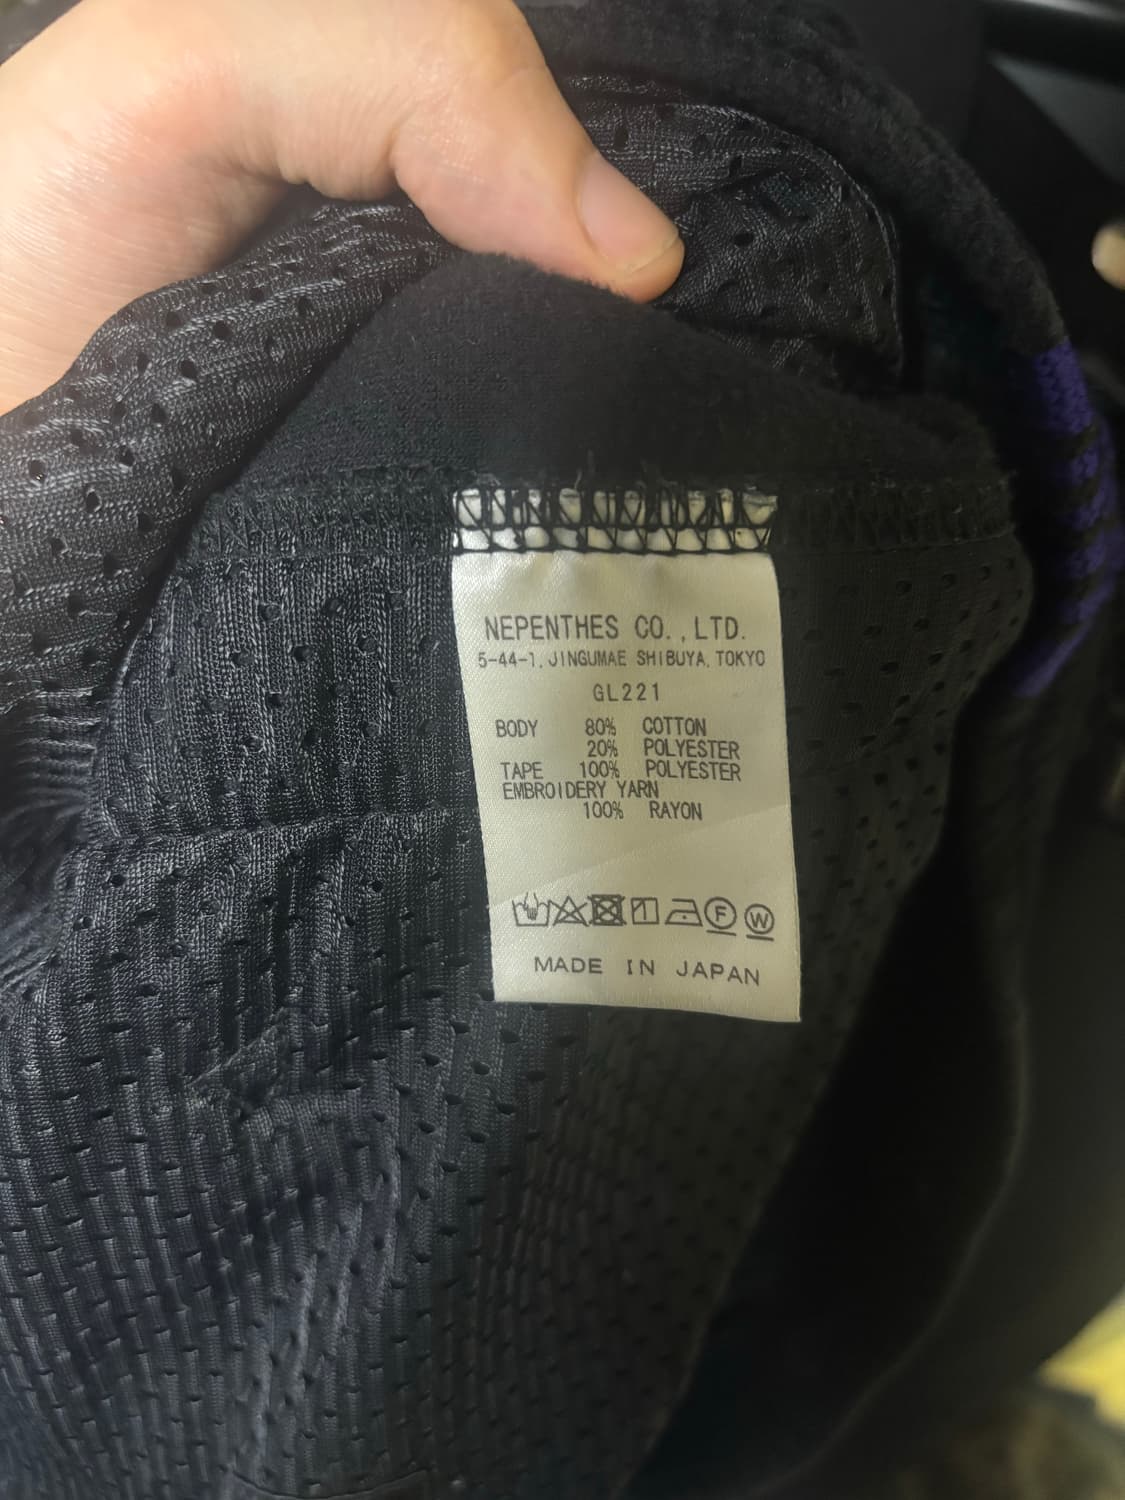 NEPENTHES CO.,LTD.
5-44-1, JINGUMAE SHIBUYA, TOKYO
GL221
BODY 80% COTTON
20% POLYESTER
TAPE 100% POLYESTER
EMBROIDERY YARN
100% RAYON
F W
MADE IN JAPAN